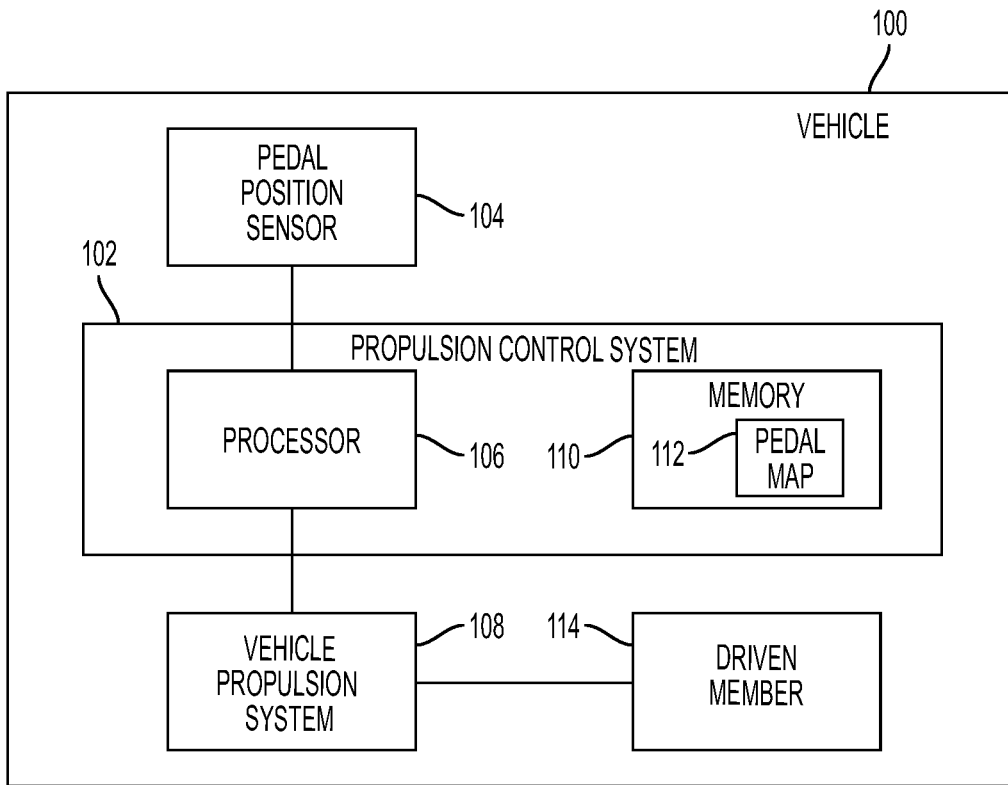 100
VEHICLE
PEDAL
POSITION
SENSOR
104
102
PROPULSION CONTROL SYSTEM
PROCESSOR
106
110
MEMORY
112
PEDAL
MAP
VEHICLE
PROPULSION
SYSTEM
108
114
DRIVEN
MEMBER